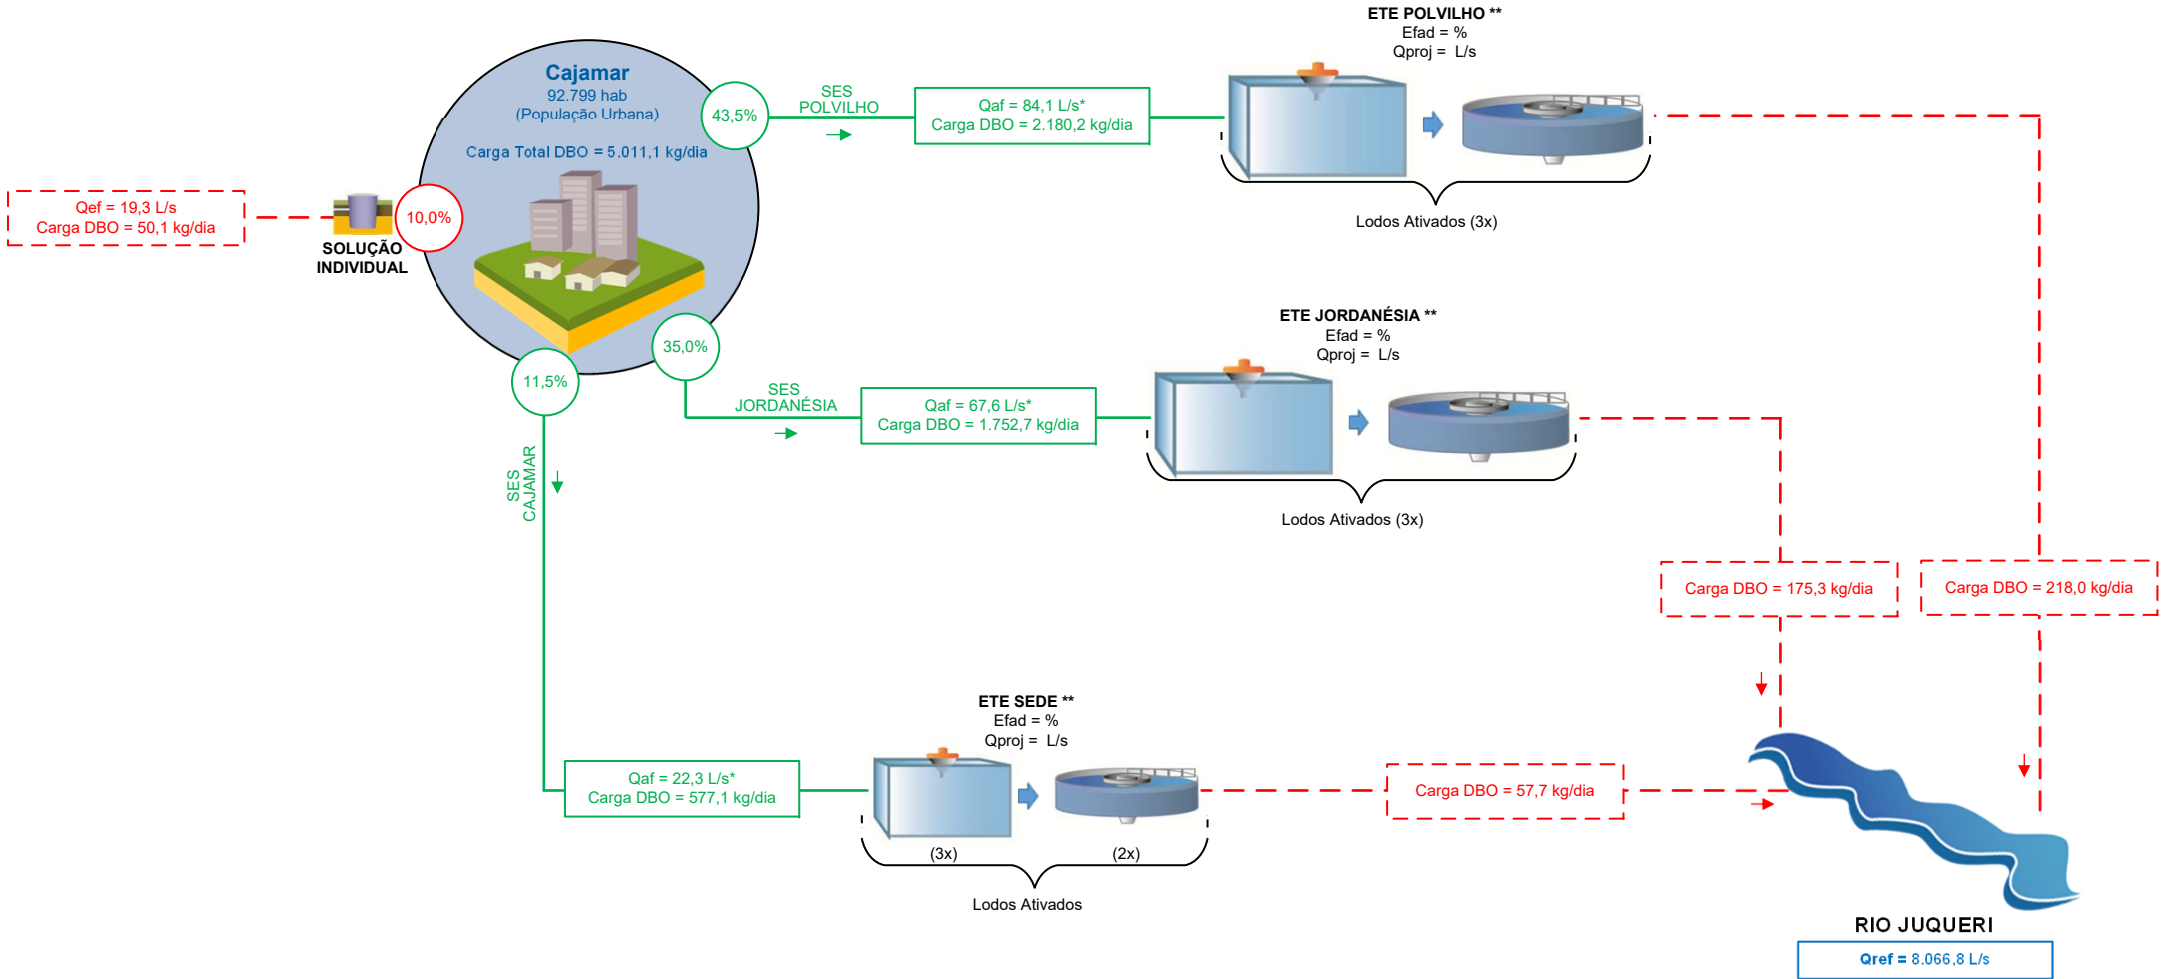 ETE POLVILHO **
Efad = %
Qproj =  L/s
Cajamar
92.799 hab
(População Urbana)
Carga Total DBO = 5.011,1 kg/dia
43,5%
SES
POLVILHO
Qaf = 84,1 L/s*
Carga DBO = 2.180,2 kg/dia
Lodos Ativados (3x)
Qef = 19,3 L/s
Carga DBO = 50,1 kg/dia
SOLUÇÃO
INDIVIDUAL
10,0%
35,0%
11,5%
ETE JORDANÉSIA **
Efad = %
Qproj =  L/s
SES
JORDANÉSIA
Qaf = 67,6 L/s*
Carga DBO = 1.752,7 kg/dia
Lodos Ativados (3x)
SES
CAJAMAR
Carga DBO = 175,3 kg/dia
Carga DBO = 218,0 kg/dia
ETE SEDE **
Efad = %
Qproj =  L/s
Qaf = 22,3 L/s*
Carga DBO = 577,1 kg/dia
(3x)
(2x)
Lodos Ativados
Carga DBO = 57,7 kg/dia
RIO JUQUERI
Qref = 8.066,8 L/s